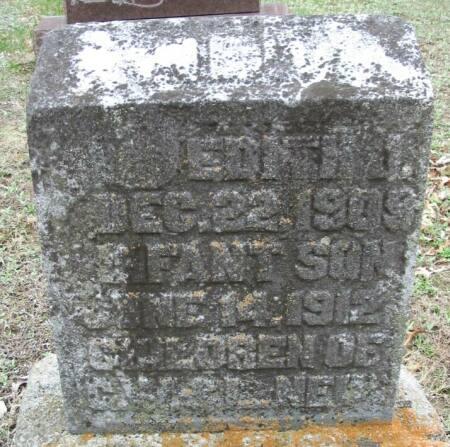 EDITH J.
DEC. 22, 1909
INFANT SON
JUNE 14, 1912
CHILDREN OF